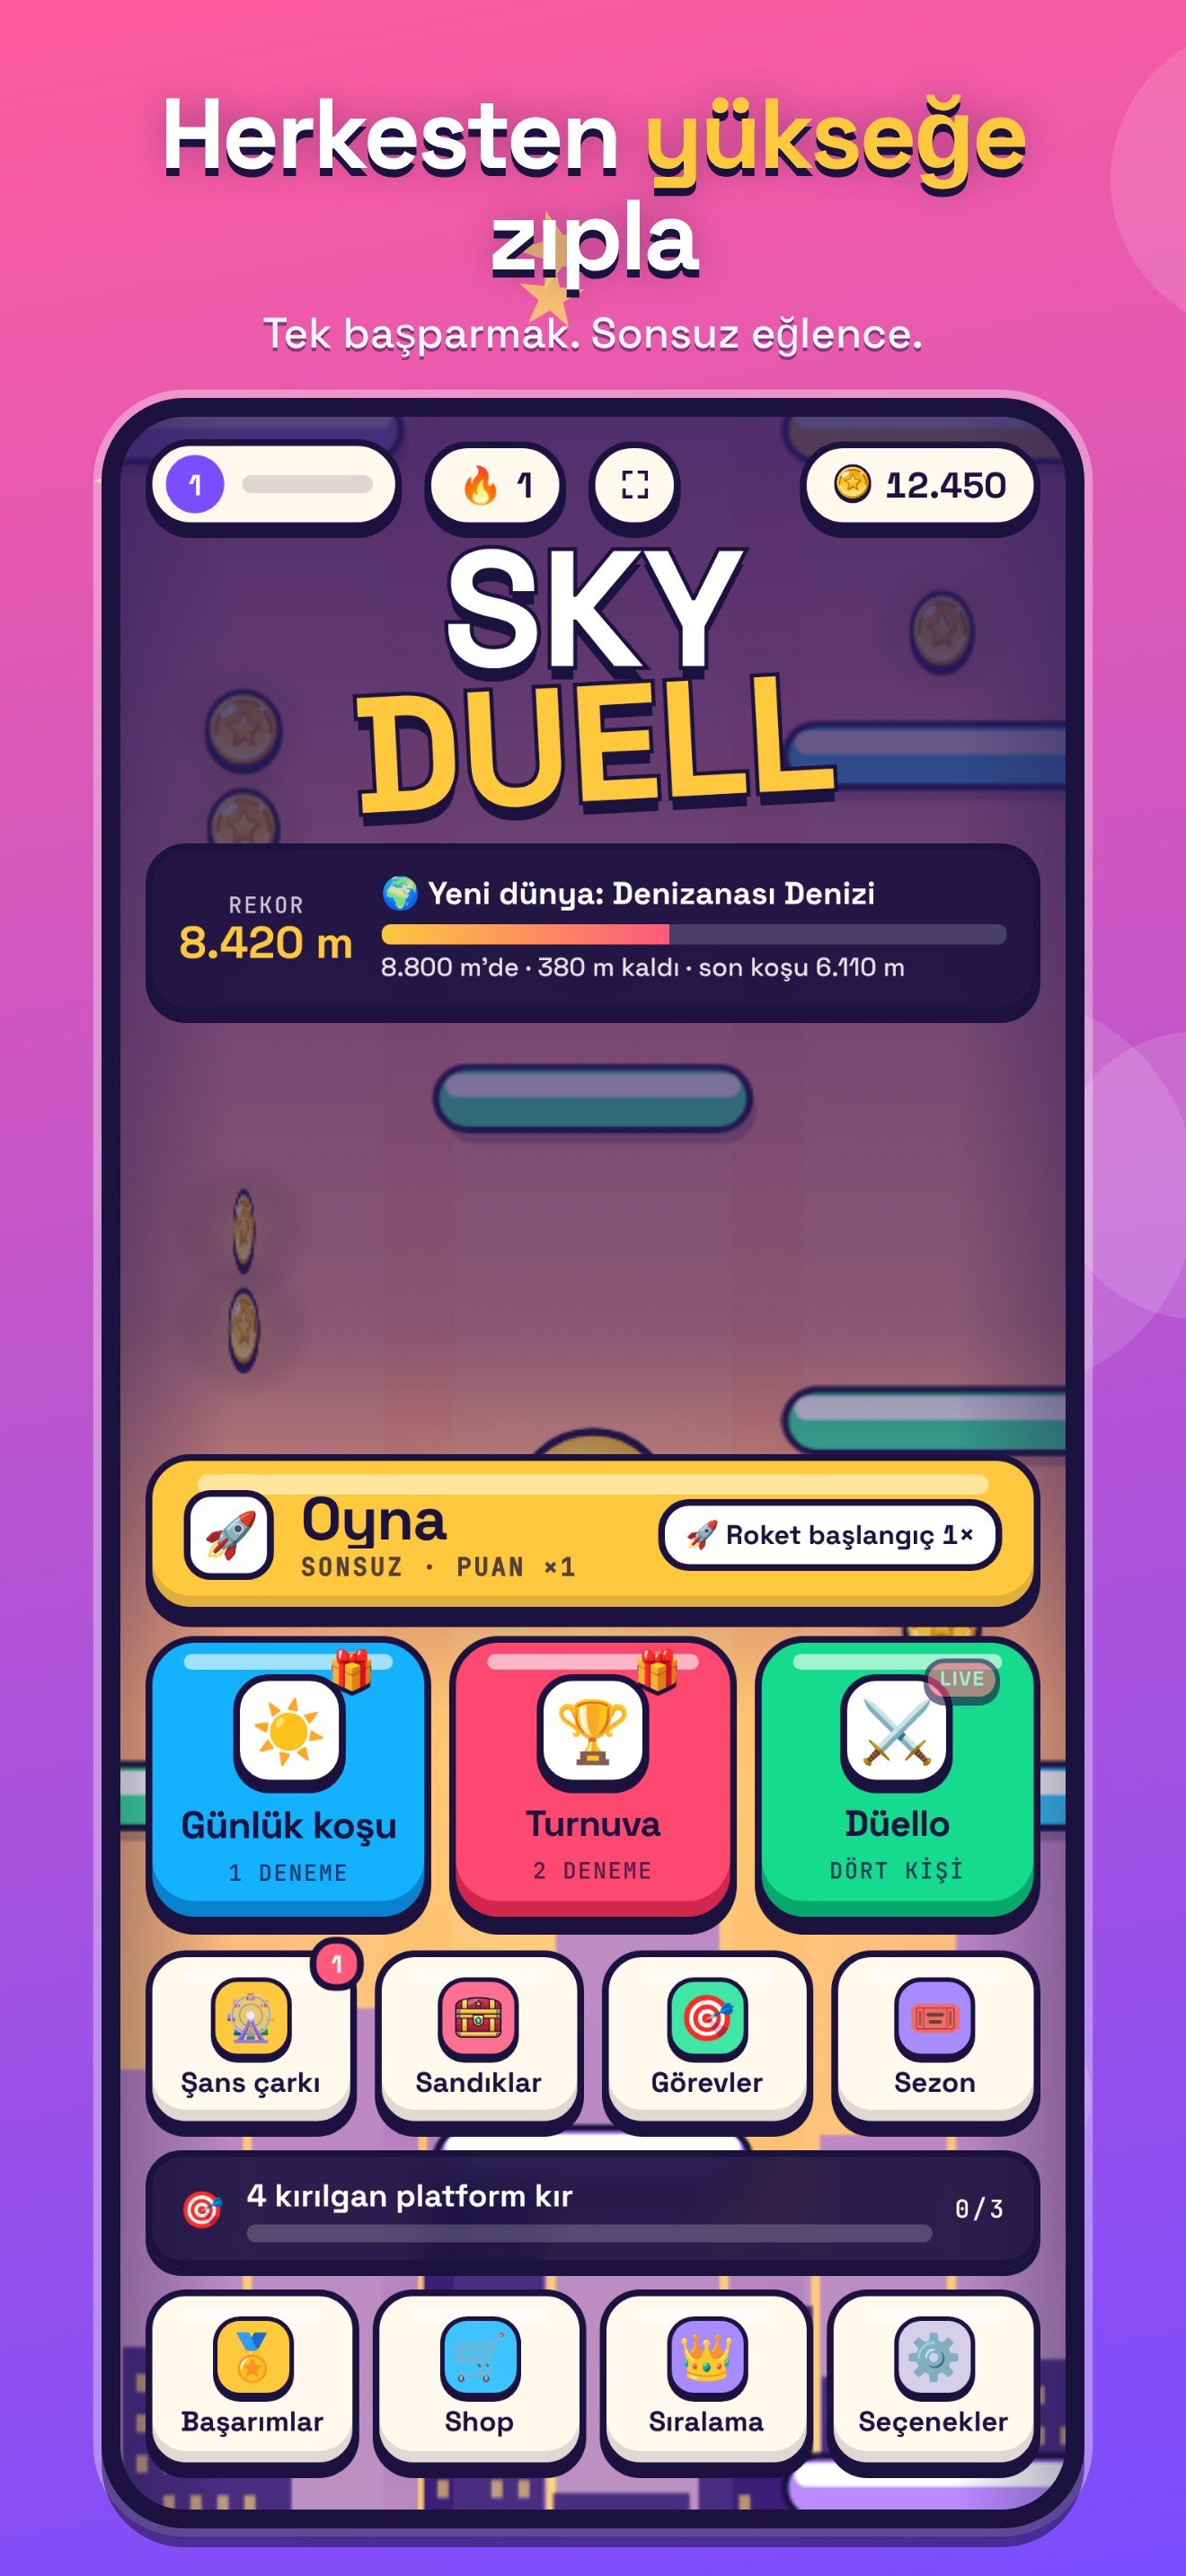 Herkesten yükseğe
zıpla
Tek başparmak. Sonsuz eğlence.
1
🔥 1
12.450
SKY
DUELL
REKOR
8.420 m
🌍 Yeni dünya: Denizanası Denizi
8.800 m’de · 380 m kaldı · son koşu 6.110 m
Oyna
SONSUZ · PUAN ×1
🚀 Roket başlangıç 1×
Günlük koşu
1 DENEME
Turnuva
2 DENEME
LIVE
Düello
DÖRT KİŞİ
1
Şans çarkı
Sandıklar
Görevler
Sezon
4 kırılgan platform kır
0/3
Başarımlar
Shop
Sıralama
Seçenekler